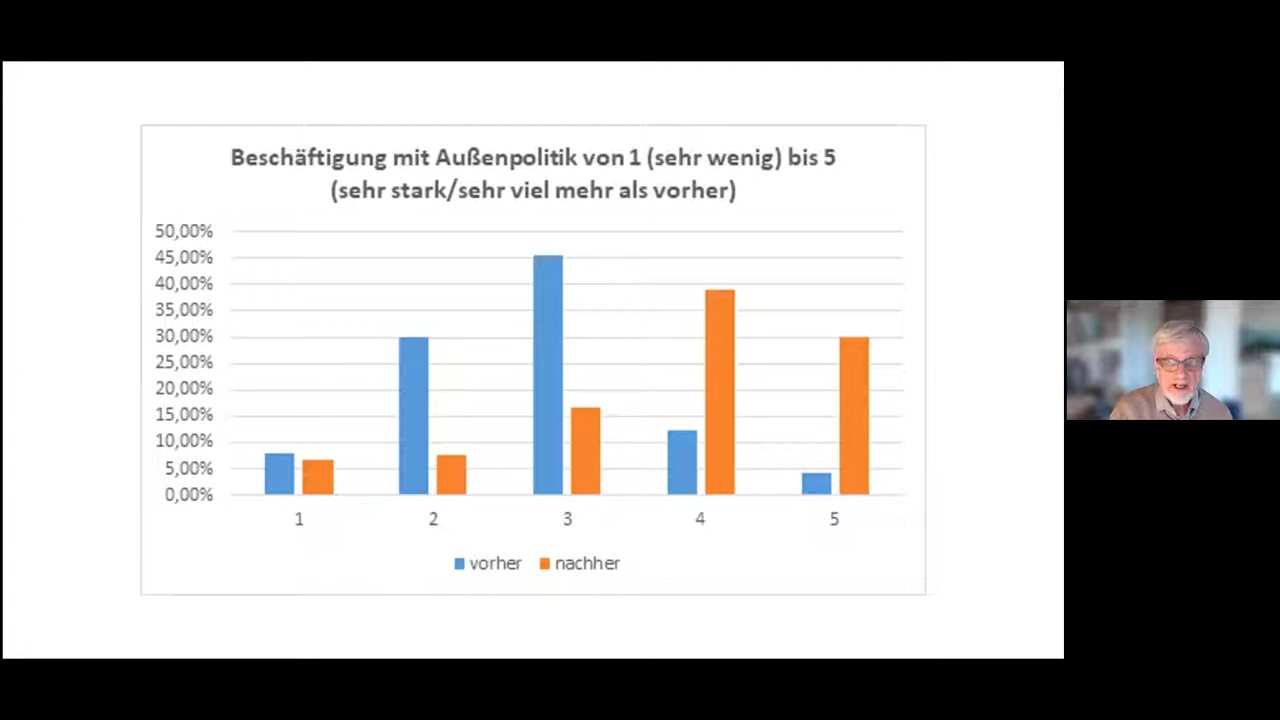 Beschäftigung mit Außenpolitik von 1 (sehr wenig) bis 5
(sehr stark/sehr viel mehr als vorher)
50,00%
45,00%
40,00%
35,00%
30,00%
25,00%
20,00%
15,00%
10,00%
5,00%
0,00%
1 2 3 4 5
vorher nachher